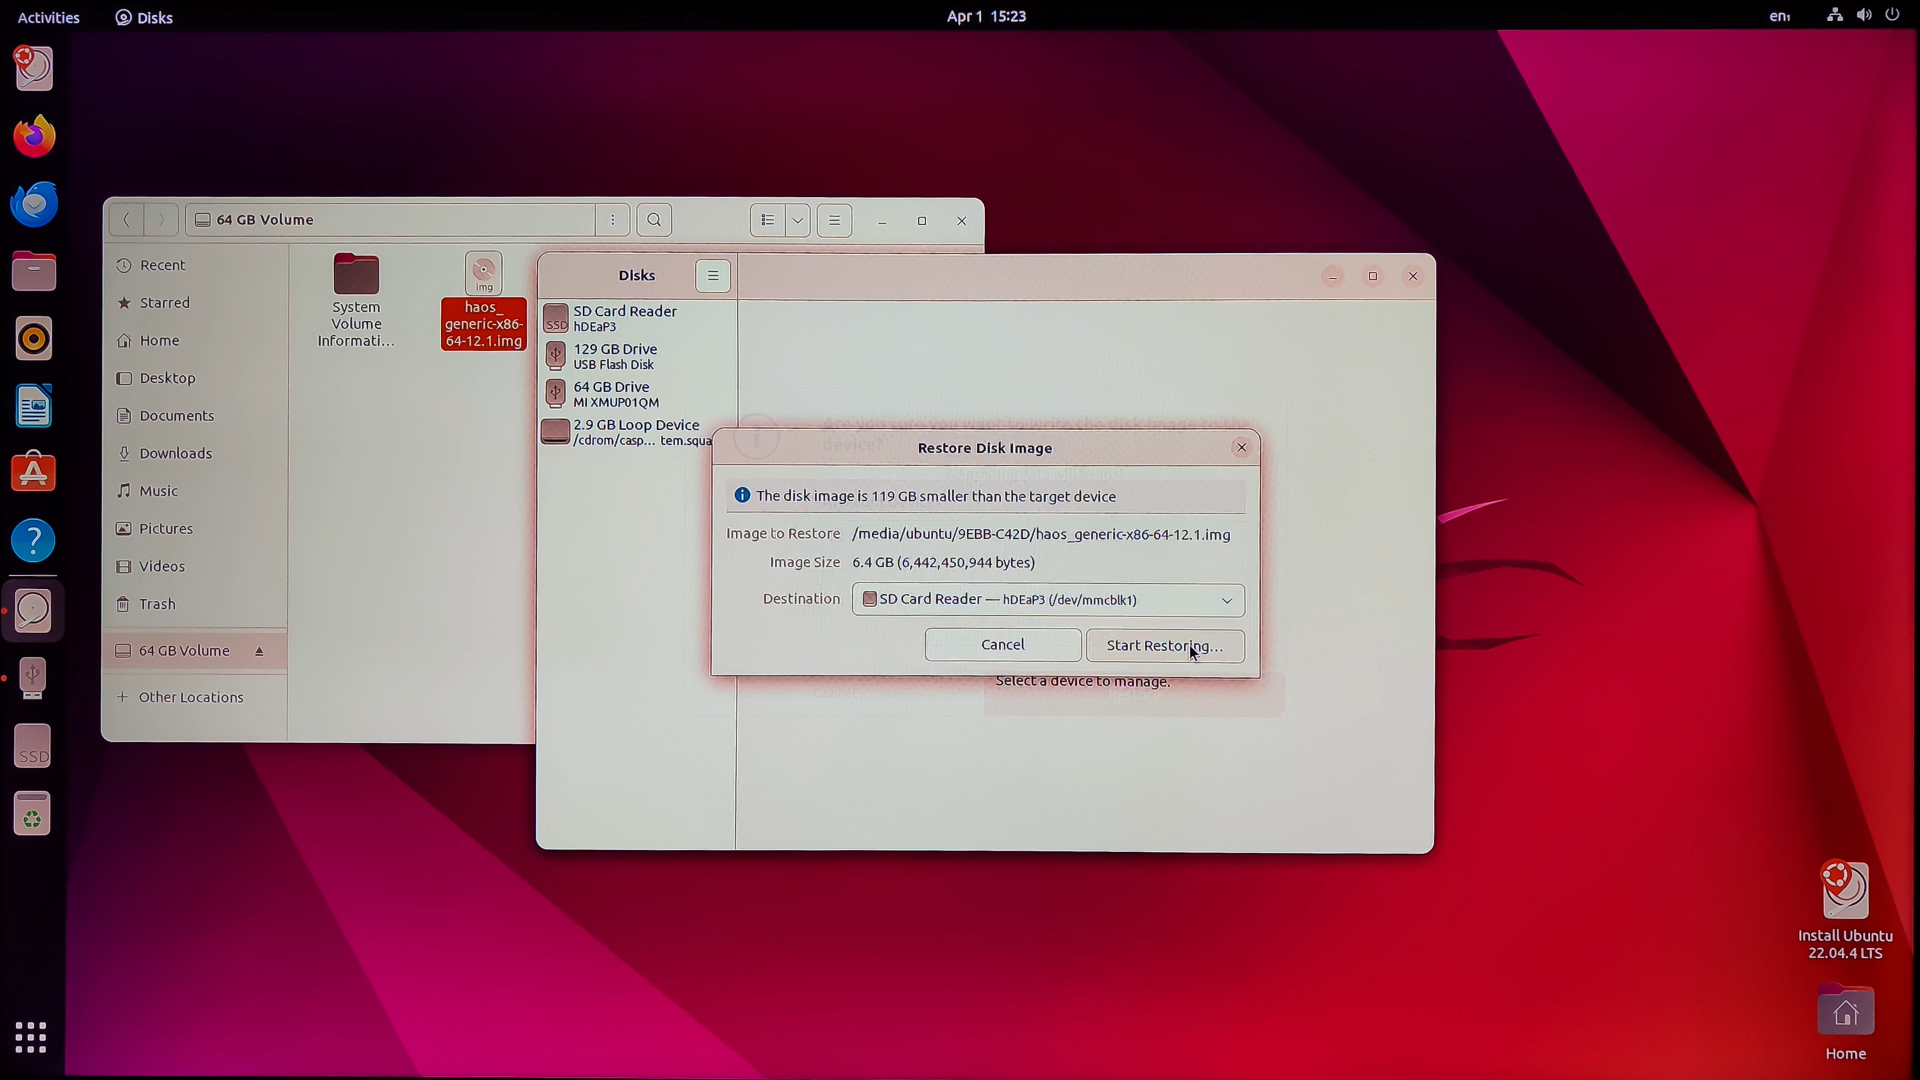 Activities
Disks
Apr 1 15:23
en₁
64 GB Volume
Recent
Starred
Home
Desktop
Documents
Downloads
Music
Pictures
Videos
Trash
64 GB Volume
Other Locations
System
Volume
Informati...
img
haos_
generic-x86-
64-12.1.img
Disks
SSD
SD Card Reader
hDEaP3
129 GB Drive
USB Flash Disk
64 GB Drive
MI XMUP01QM
2.9 GB Loop Device
/cdrom/casp... tem.squa
Restore Disk Image
The disk image is 119 GB smaller than the target device
Image to Restore /media/ubuntu/9EBB-C42D/haos_generic-x86-64-12.1.img
Image Size 6.4 GB (6,442,450,944 bytes)
Destination SD Card Reader — hDEaP3 (/dev/mmcblk1)
Cancel
Start Restoring...
Select a device to manage.
SSD
Install Ubuntu
22.04.4 LTS
Home